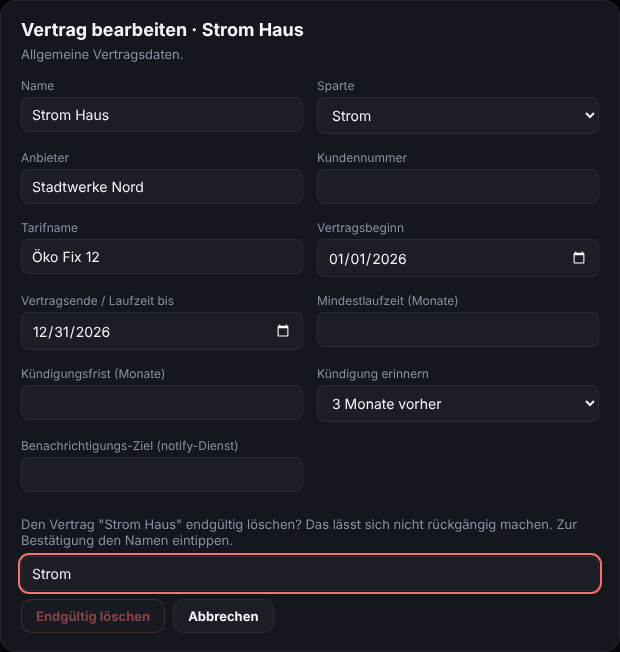 Vertrag bearbeiten · Strom Haus
Allgemeine Vertragsdaten.
Name
Strom Haus
Sparte
Strom
Anbieter
Stadtwerke Nord
Kundennummer
Tarifname
Öko Fix 12
Vertragsbeginn
01/01/2026
Vertragsende / Laufzeit bis
12/31/2026
Mindestlaufzeit (Monate)
Kündigungsfrist (Monate)
Kündigung erinnern
3 Monate vorher
Benachrichtigungs-Ziel (notify-Dienst)
Den Vertrag "Strom Haus" endgültig löschen? Das lässt sich nicht rückgängig machen. Zur
Bestätigung den Namen eintippen.
Strom
Endgültig löschen
Abbrechen